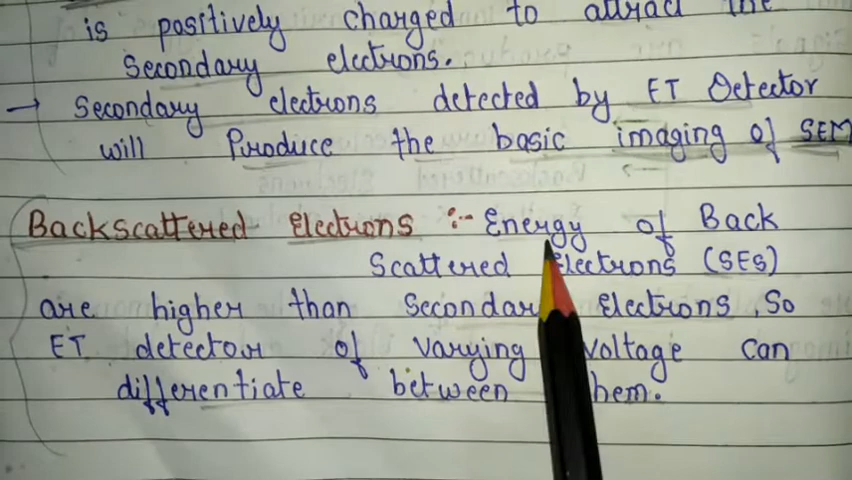 is positively charged to attract the
Secondary electrons.
→ Secondary electrons detected by ET Detector
will Produce the basic imaging of SEM
Backscattered Electrons :- Energy of Back
Scattered Electrons (SES)
are higher than Secondary Electrons, So
ET detector of varying voltage can
differentiate between them.